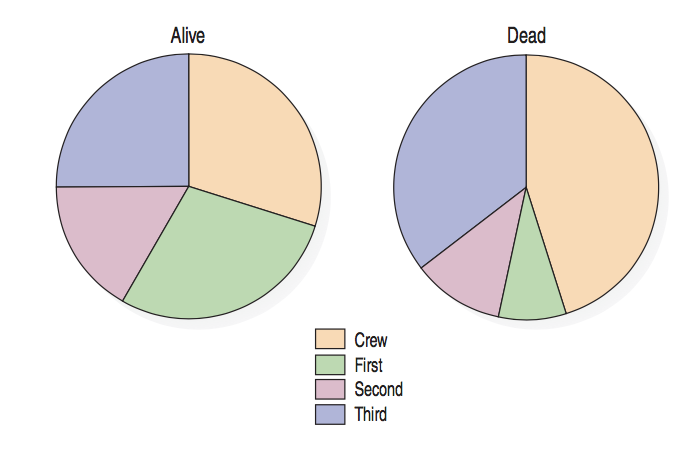 Alive
Dead
Crew
First
Second
Third